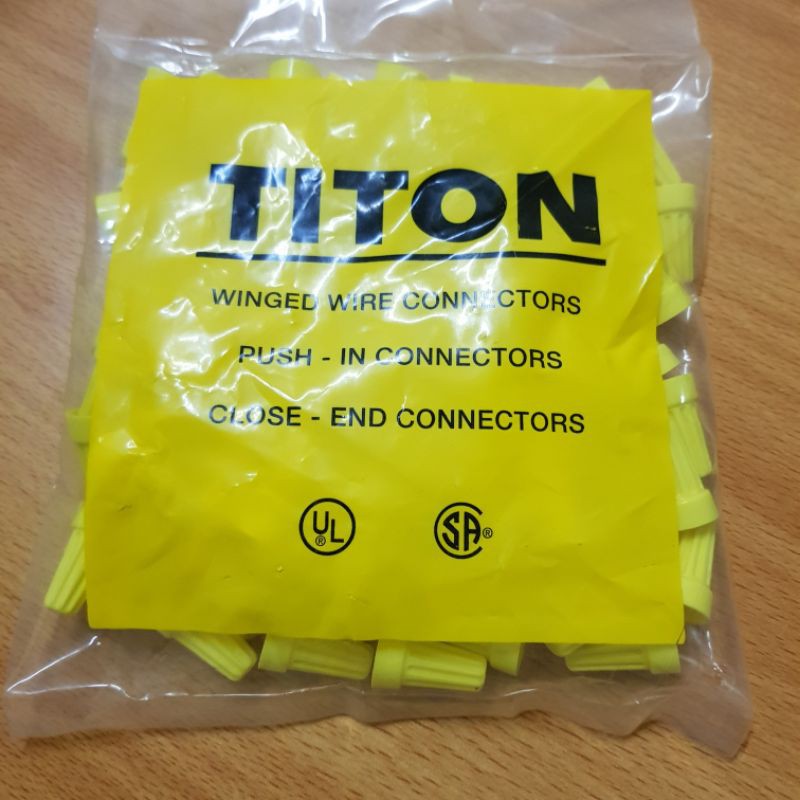 TITON
WINGED WIRE CONNECTORS
PUSH - IN CONNECTORS
CLOSE - END CONNECTORS
UL® SA®